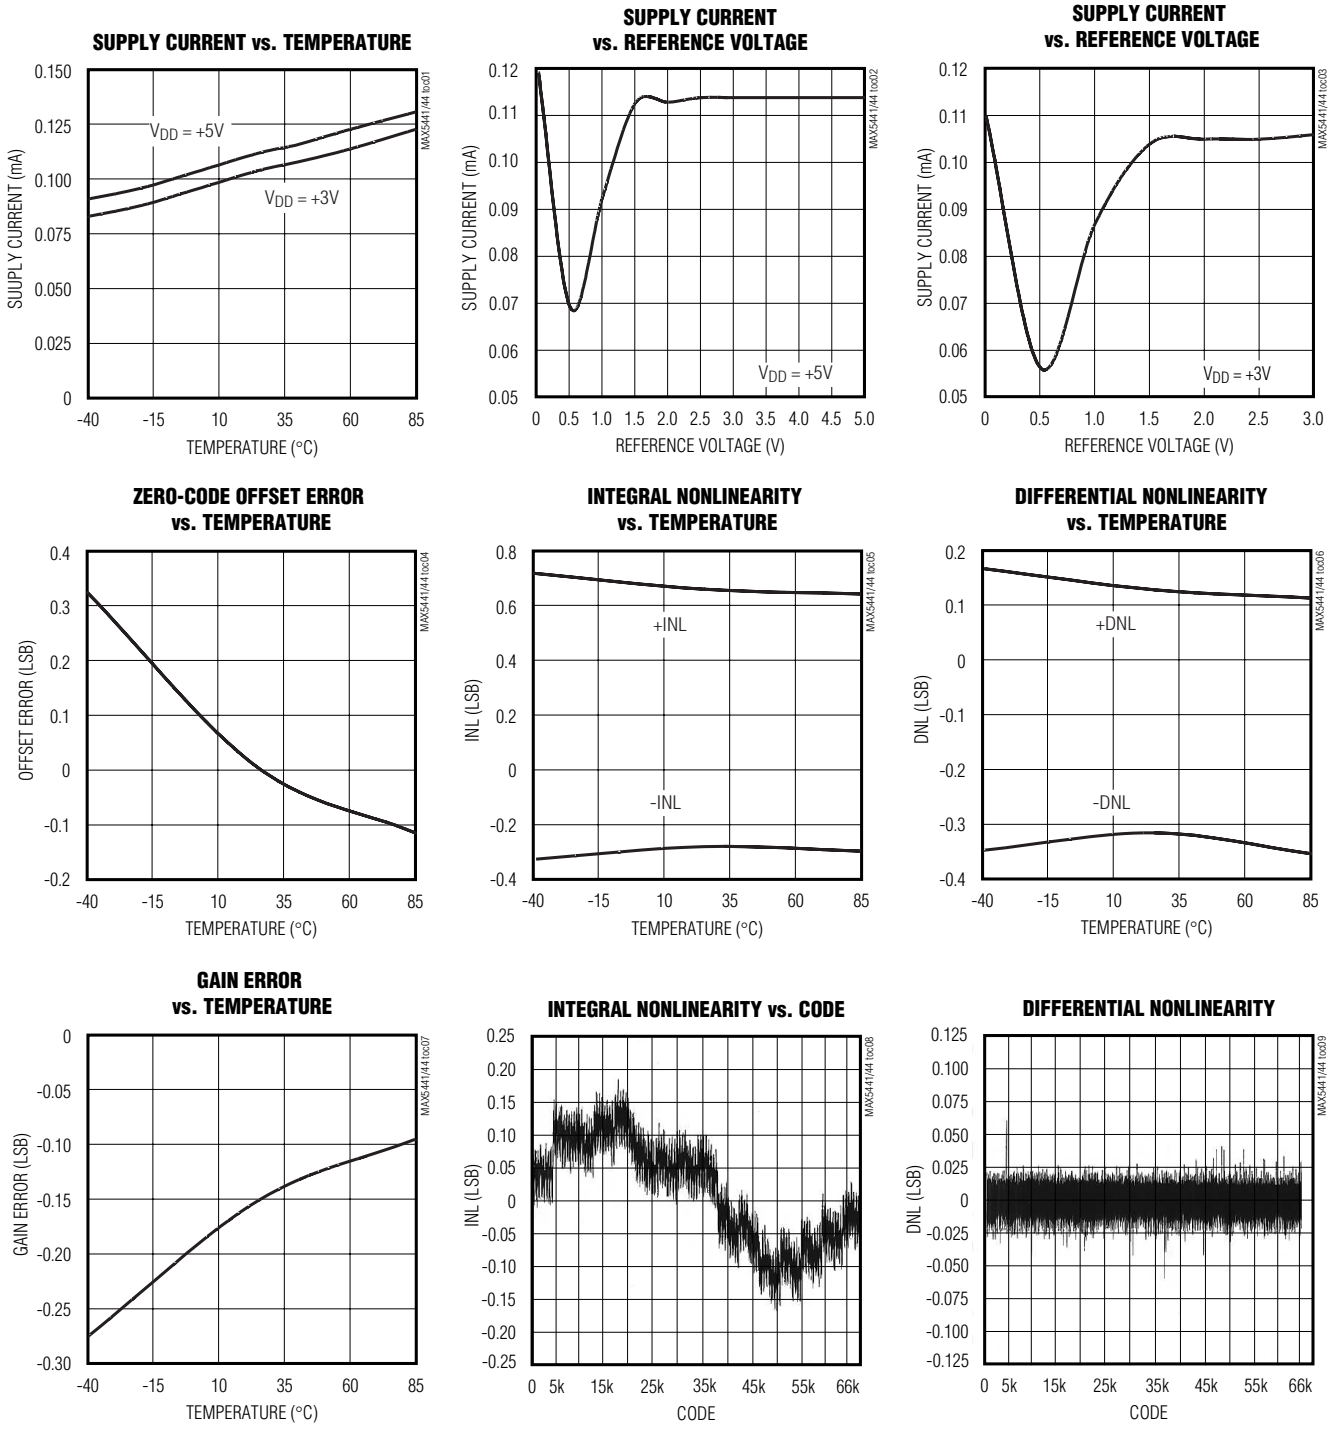 SUPPLY CURRENT vs. TEMPERATURE
0.150
0.125
0.100
0.075
0.050
0.025
0
SUUPLY CURRENT (mA)
VDD = +5V
VDD = +3V
MAX5441/44 toc01
-40 -15 10 35 60 85
TEMPERATURE (°C)
SUPPLY CURRENT
vs. REFERENCE VOLTAGE
0.12
0.11
0.10
0.09
0.08
0.07
0.06
0.05
SUPPLY CURRENT (mA)
VDD = +5V
MAX5441/44 toc02
0 0.5 1.0 1.5 2.0 2.5 3.0 3.5 4.0 4.5 5.0
REFERENCE VOLTAGE (V)
SUPPLY CURRENT
vs. REFERENCE VOLTAGE
0.12
0.11
0.10
0.09
0.08
0.07
0.06
0.05
SUPPLY CURRENT (mA)
VDD = +3V
MAX5441/44 toc03
0 0.5 1.0 1.5 2.0 2.5 3.0
REFERENCE VOLTAGE (V)
ZERO-CODE OFFSET ERROR
vs. TEMPERATURE
0.4
0.3
0.2
0.1
0
-0.1
-0.2
OFFSET ERROR (LSB)
MAX5441/44 toc04
-40 -15 10 35 60 85
TEMPERATURE (°C)
INTEGRAL NONLINEARITY
vs. TEMPERATURE
0.8
0.6
0.4
0.2
0
-0.2
-0.4
INL (LSB)
+INL
-INL
MAX5441/44 toc05
-40 -15 10 35 60 85
TEMPERATURE (°C)
DIFFERENTIAL NONLINEARITY
vs. TEMPERATURE
0.2
0.1
0
-0.1
-0.2
-0.3
-0.4
DNL (LSB)
+DNL
-DNL
MAX5441/44 toc06
-40 -15 10 35 60 85
TEMPERATURE (°C)
GAIN ERROR
vs. TEMPERATURE
0
-0.05
-0.10
-0.15
-0.20
-0.25
-0.30
GAIN ERROR (LSB)
MAX5441/44 toc07
-40 -15 10 35 60 85
TEMPERATURE (°C)
INTEGRAL NONLINEARITY vs. CODE
0.25
0.20
0.15
0.10
0.05
0
-0.05
-0.10
-0.15
-0.20
-0.25
INL (LSB)
MAX5441/44 toc08
0 5k 15k 25k 35k 45k 55k 66k
CODE
DIFFERENTIAL NONLINEARITY
0.125
0.100
0.075
0.050
0.025
0
-0.025
-0.050
-0.075
-0.100
-0.125
DNL (LSB)
MAX5441/44 toc09
0 5k 15k 25k 35k 45k 55k 66k
CODE